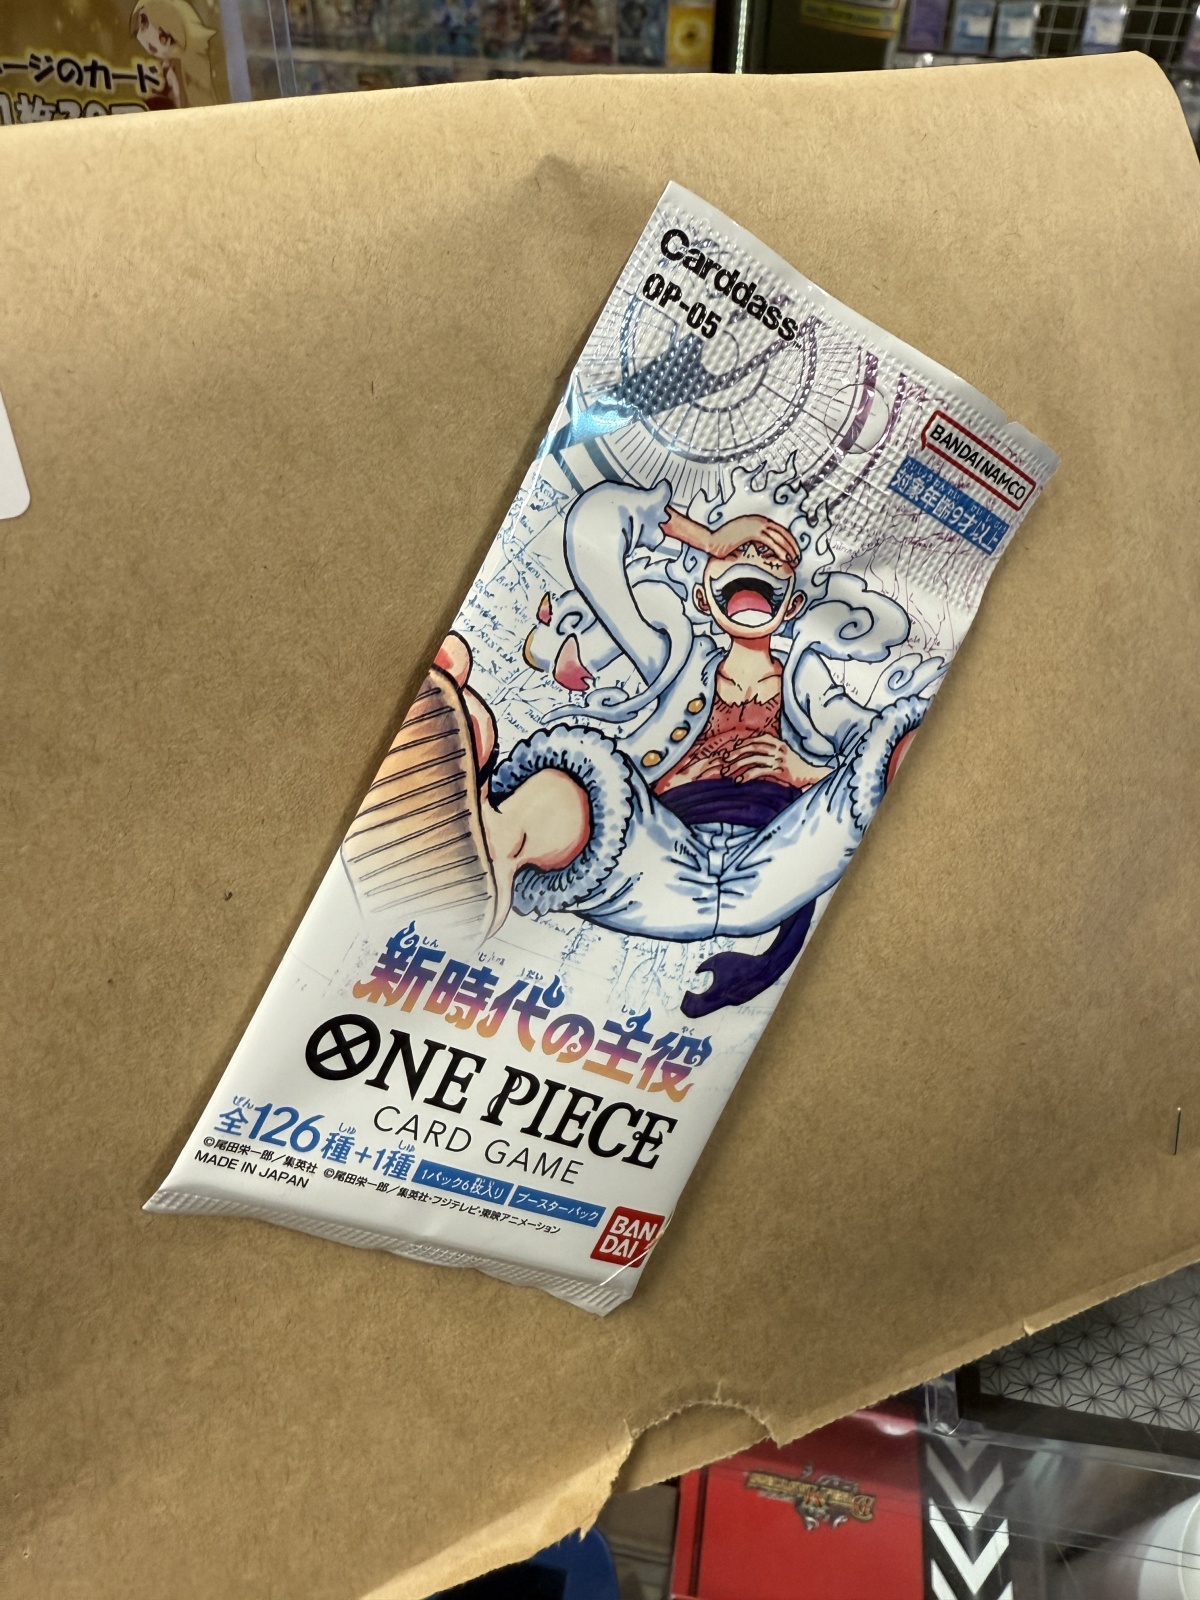 ージのカード
Carddass
OP-05
BANDAI NAMCO
対象年齢9才以上
新時代の主役
ONE PIECE
CARD GAME
全126種+1種
1パック6枚入り
ブースターパック
©尾田栄一郎/集英社
©尾田栄一郎/集英社・フジテレビ・東映アニメーション
MADE IN JAPAN
BAN
DAI